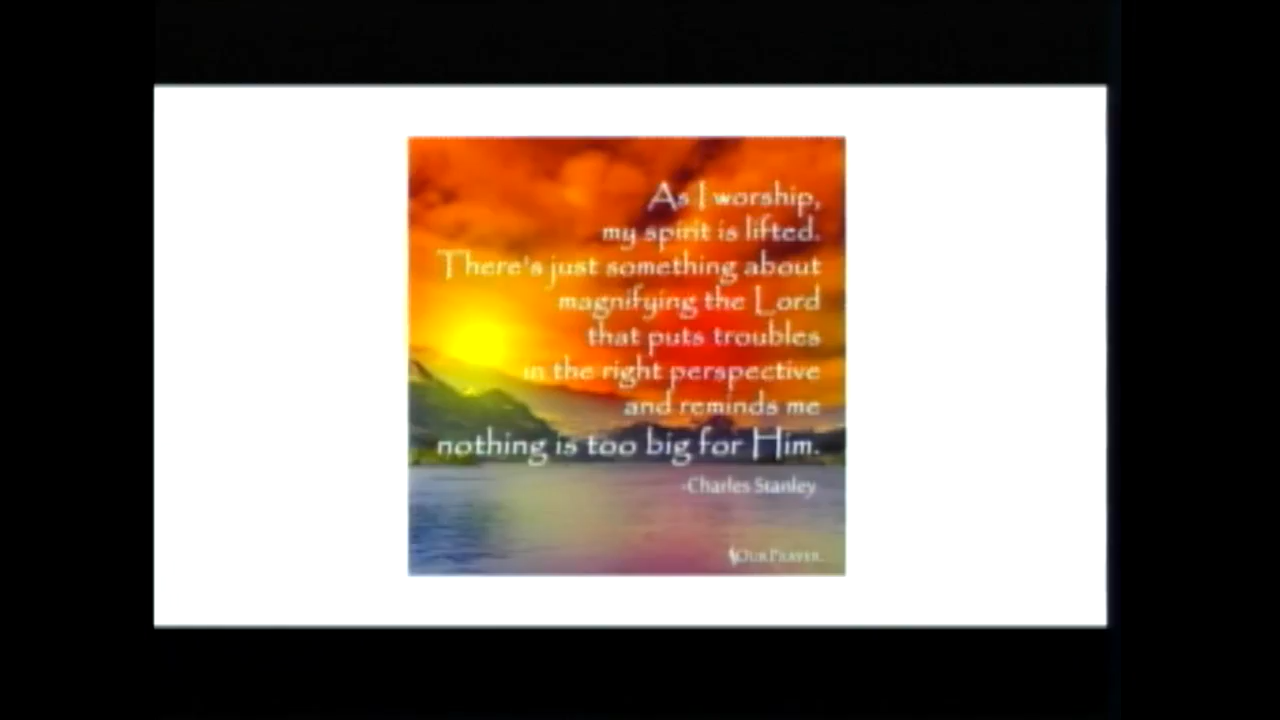 As I worship,
my spirit is lifted.
There's just something about
magnifying the Lord
that puts troubles
in the right perspective
and reminds me
nothing is too big for Him.
-Charles Stanley
OurPrayer